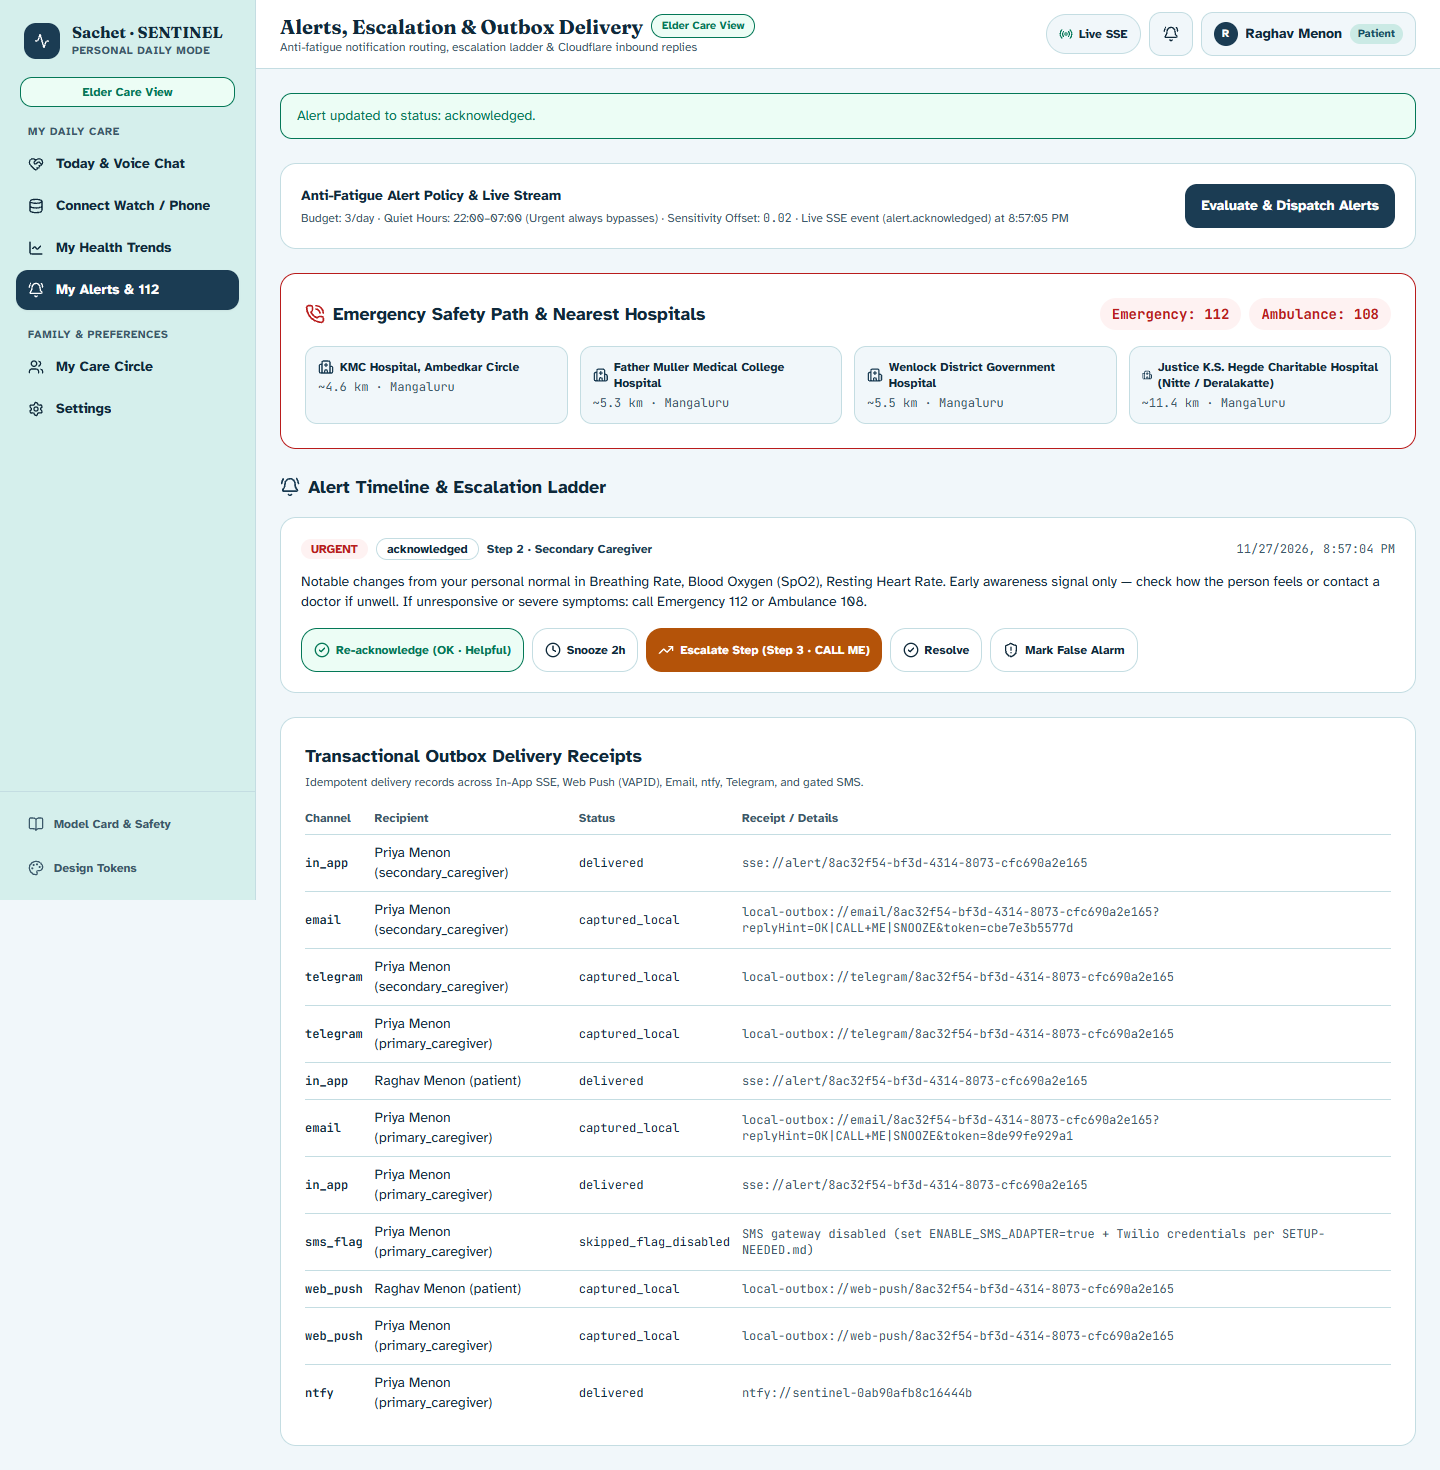 Sachet · SENTINEL
PERSONAL DAILY MODE
Elder Care View
MY DAILY CARE
Today & Voice Chat
Connect Watch / Phone
My Health Trends
My Alerts & 112
FAMILY & PREFERENCES
My Care Circle
Settings
Model Card & Safety
Design Tokens
Alerts, Escalation & Outbox Delivery
Elder Care View
Anti-fatigue notification routing, escalation ladder & Cloudflare inbound replies
Live SSE
R
Raghav Menon
Patient
Alert updated to status: acknowledged.
Anti-Fatigue Alert Policy & Live Stream
Budget: 3/day · Quiet Hours: 22:00–07:00 (Urgent always bypasses) · Sensitivity Offset: 0.02 · Live SSE event (alert.acknowledged) at 8:57:05 PM
Evaluate & Dispatch Alerts
Emergency Safety Path & Nearest Hospitals
Emergency: 112
Ambulance: 108
KMC Hospital, Ambedkar Circle
~4.6 km · Mangaluru
Father Muller Medical College
Hospital
~5.3 km · Mangaluru
Wenlock District Government
Hospital
~5.5 km · Mangaluru
Justice K.S. Hegde Charitable Hospital
(Nitte / Deralakatte)
~11.4 km · Mangaluru
Alert Timeline & Escalation Ladder
URGENT
acknowledged
Step 2 · Secondary Caregiver
11/27/2026, 8:57:04 PM
Notable changes from your personal normal in Breathing Rate, Blood Oxygen (SpO2), Resting Heart Rate. Early awareness signal only — check how the person feels or contact a
doctor if unwell. If unresponsive or severe symptoms: call Emergency 112 or Ambulance 108.
Re-acknowledge (OK · Helpful)
Snooze 2h
Escalate Step (Step 3 · CALL ME)
Resolve
Mark False Alarm
Transactional Outbox Delivery Receipts
Idempotent delivery records across In-App SSE, Web Push (VAPID), Email, ntfy, Telegram, and gated SMS.
Channel Recipient Status Receipt / Details
in_app Priya Menon (secondary_caregiver) delivered sse://alert/8ac32f54-bf3d-4314-8073-cfc690a2e165
email Priya Menon (secondary_caregiver) captured_local local-outbox://email/8ac32f54-bf3d-4314-8073-cfc690a2e165?
replyHint=OK|CALL+ME|SNOOZE&token=cbe7e3b5577d
telegram Priya Menon (secondary_caregiver) captured_local local-outbox://telegram/8ac32f54-bf3d-4314-8073-cfc690a2e165
telegram Priya Menon (primary_caregiver) captured_local local-outbox://telegram/8ac32f54-bf3d-4314-8073-cfc690a2e165
in_app Raghav Menon (patient) delivered sse://alert/8ac32f54-bf3d-4314-8073-cfc690a2e165
email Priya Menon (primary_caregiver) captured_local local-outbox://email/8ac32f54-bf3d-4314-8073-cfc690a2e165?
replyHint=OK|CALL+ME|SNOOZE&token=8de99fe929a1
in_app Priya Menon (primary_caregiver) delivered sse://alert/8ac32f54-bf3d-4314-8073-cfc690a2e165
sms_flag Priya Menon (primary_caregiver) skipped_flag_disabled SMS gateway disabled (set ENABLE_SMS_ADAPTER=true + Twilio credentials per SETUP-
NEEDED.md)
web_push Raghav Menon (patient) captured_local local-outbox://web-push/8ac32f54-bf3d-4314-8073-cfc690a2e165
web_push Priya Menon (primary_caregiver) captured_local local-outbox://web-push/8ac32f54-bf3d-4314-8073-cfc690a2e165
ntfy Priya Menon (primary_caregiver) delivered ntfy://sentinel-0ab90afb8c16444b